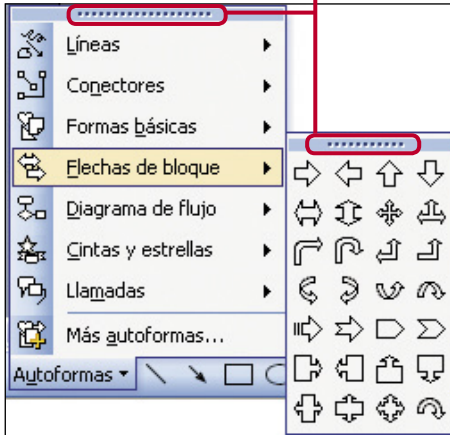 Líneas
Conectores
Formas básicas
Flechas de bloque
Diagrama de flujo
Cintas y estrellas
Llamadas
Más autoformas...
Autoformas